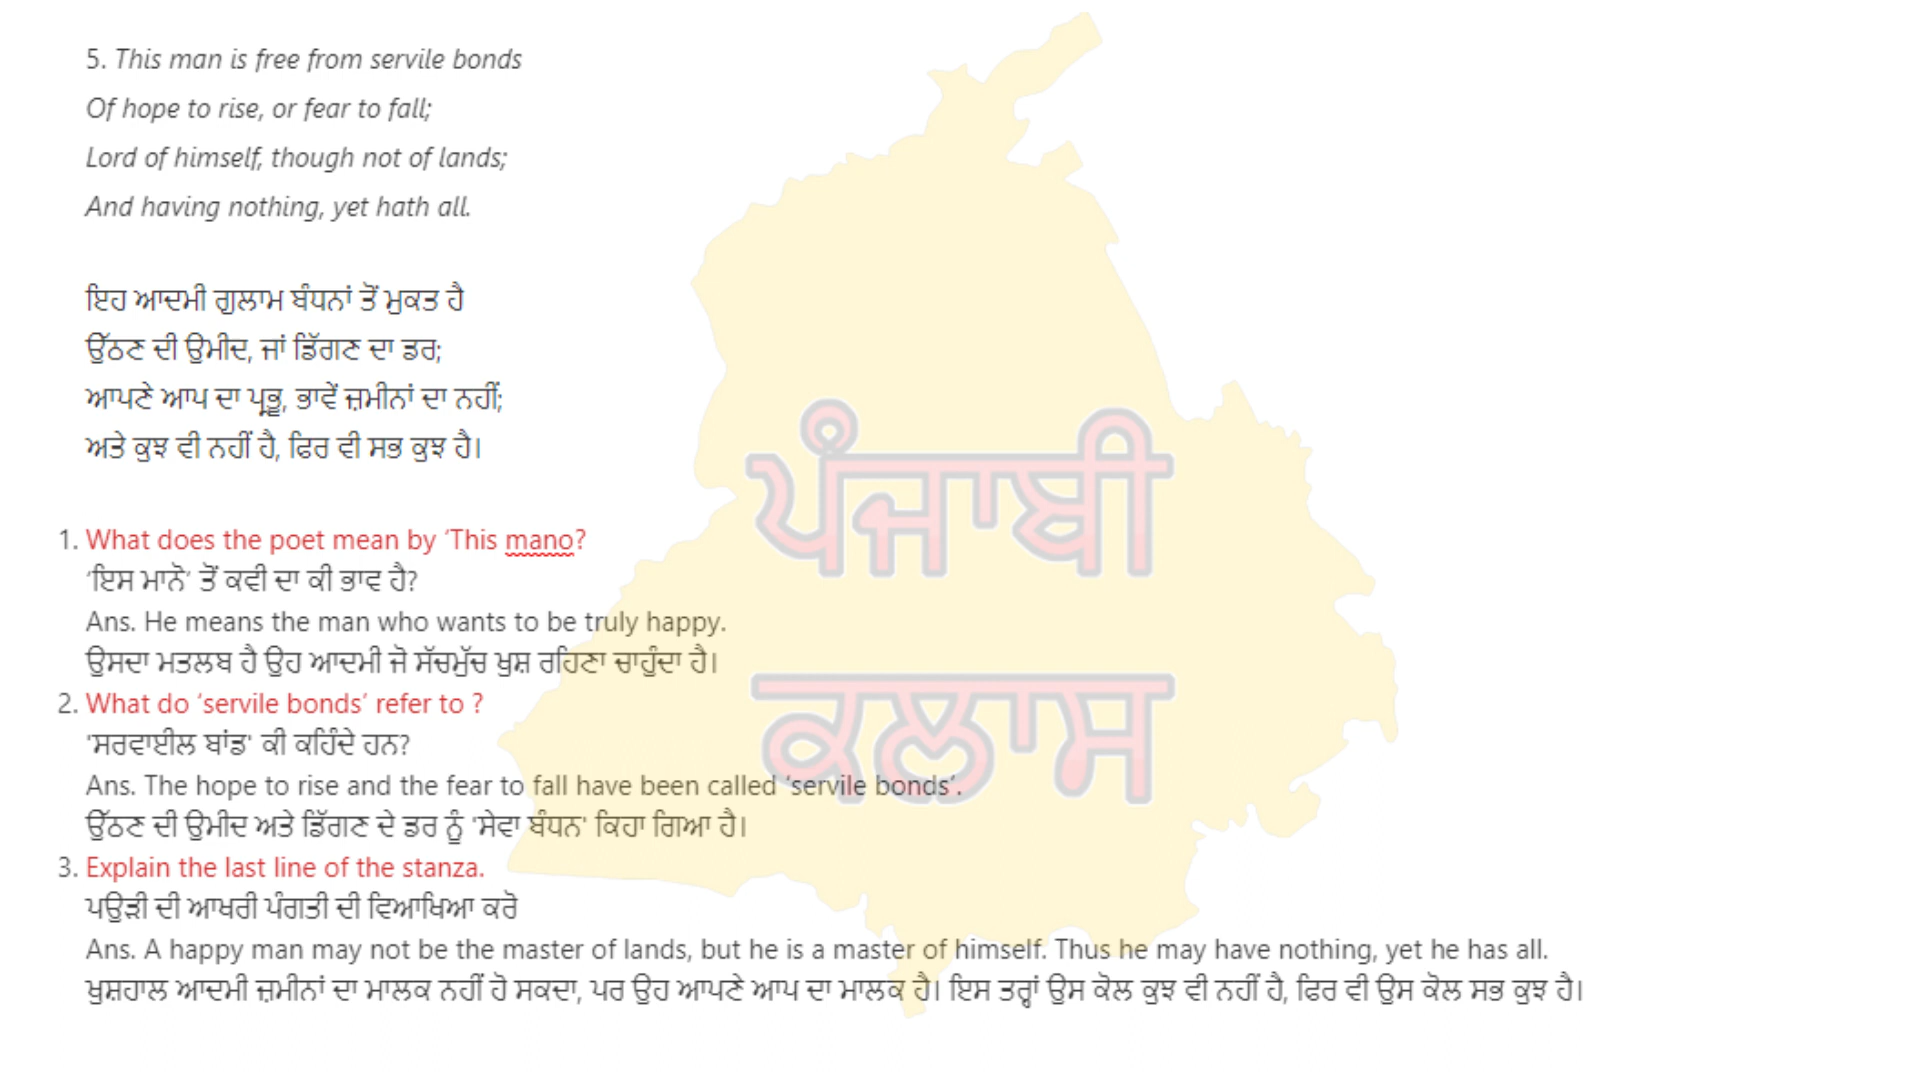 5. This man is free from servile bonds
Of hope to rise, or fear to fall;
Lord of himself, though not of lands;
And having nothing, yet hath all.
ਇਹ ਆਦਮੀ ਗੁਲਾਮ ਬੰਧਨਾਂ ਤੋਂ ਮੁਕਤ ਹੈ
ਉੱਠਣ ਦੀ ਉਮੀਦ, ਜਾਂ ਡਿੱਗਣ ਦਾ ਡਰ;
ਆਪਣੇ ਆਪ ਦਾ ਪ੍ਰਭੂ, ਭਾਵੇਂ ਜ਼ਮੀਨਾਂ ਦਾ ਨਹੀਂ;
ਅਤੇ ਕੁਝ ਵੀ ਨਹੀਂ ਹੈ, ਫਿਰ ਵੀ ਸਭ ਕੁਝ ਹੈ।
ਪੰਜਾਬੀ
ਕਲਾਸ
1. What does the poet mean by ‘This mano?
‘ਇਸ ਮਾਨੋ’ ਤੋਂ ਕਵੀ ਦਾ ਕੀ ਭਾਵ ਹੈ?
Ans. He means the man who wants to be truly happy.
ਉਸਦਾ ਮਤਲਬ ਹੈ ਉਹ ਆਦਮੀ ਜੋ ਸੱਚਮੁੱਚ ਖੁਸ਼ ਰਹਿਣਾ ਚਾਹੁੰਦਾ ਹੈ।
2. What do ‘servile bonds’ refer to ?
'ਸਰਵਾਈਲ ਬਾਂਡ' ਕੀ ਕਹਿੰਦੇ ਹਨ?
Ans. The hope to rise and the fear to fall have been called ‘servile bonds’.
ਉੱਠਣ ਦੀ ਉਮੀਦ ਅਤੇ ਡਿੱਗਣ ਦੇ ਡਰ ਨੂੰ 'ਸੇਵਾ ਬੰਧਨ' ਕਿਹਾ ਗਿਆ ਹੈ।
3. Explain the last line of the stanza.
ਪਉੜੀ ਦੀ ਆਖਰੀ ਪੰਗਤੀ ਦੀ ਵਿਆਖਿਆ ਕਰੋ
Ans. A happy man may not be the master of lands, but he is a master of himself. Thus he may have nothing, yet he has all.
ਖੁਸ਼ਹਾਲ ਆਦਮੀ ਜ਼ਮੀਨਾਂ ਦਾ ਮਾਲਕ ਨਹੀਂ ਹੋ ਸਕਦਾ, ਪਰ ਉਹ ਆਪਣੇ ਆਪ ਦਾ ਮਾਲਕ ਹੈ। ਇਸ ਤਰ੍ਹਾਂ ਉਸ ਕੋਲ ਕੁਝ ਵੀ ਨਹੀਂ ਹੈ, ਫਿਰ ਵੀ ਉਸ ਕੋਲ ਸਭ ਕੁਝ ਹੈ।